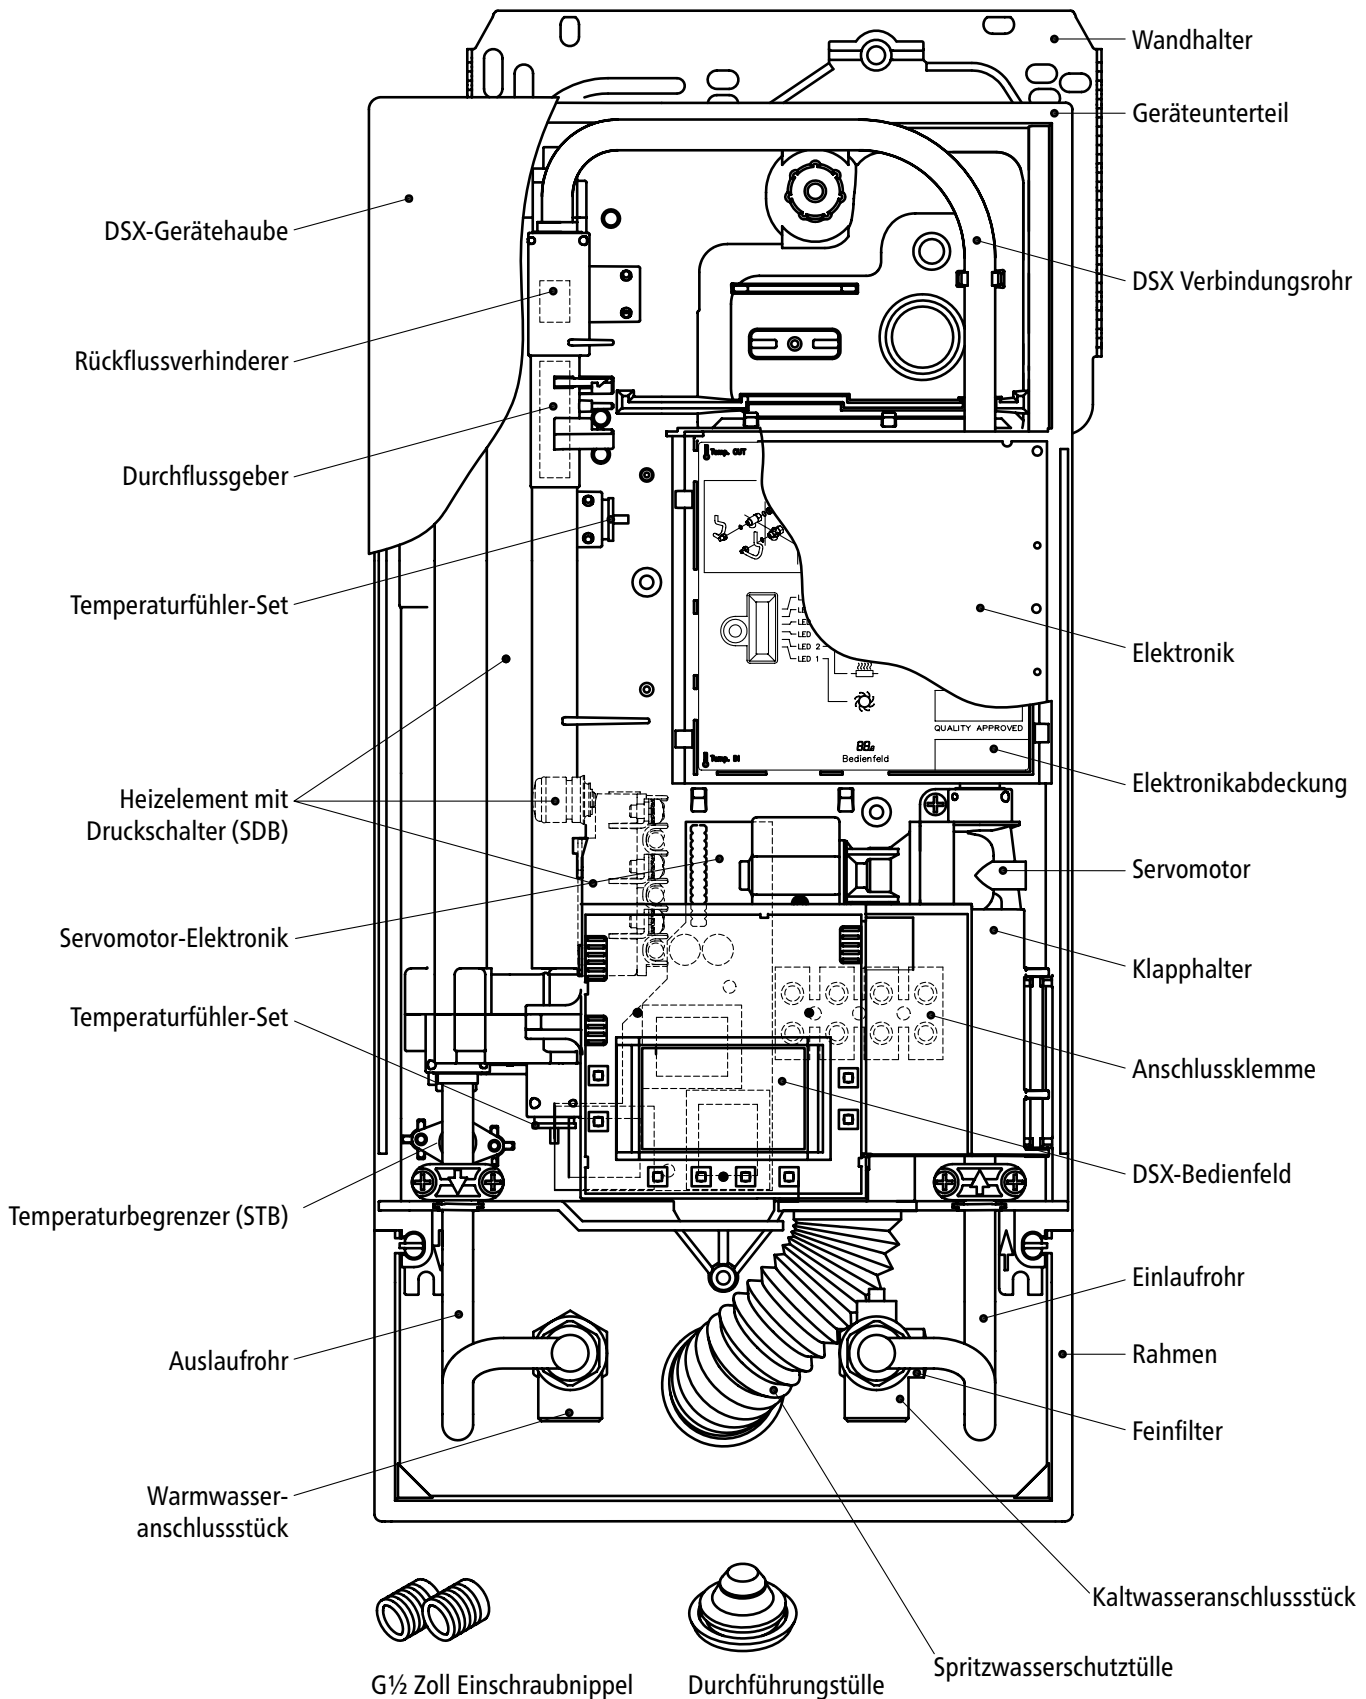 Wandhalter
Geräteunterteil
DSX-Gerätehaube
DSX Verbindungsrohr
Rückflussverhinderer
Durchflussgeber
Temp. OUT
Temperaturfühler-Set
LED 2
LED 1
Elektronik
QUALITY APPROVED
Bedienfeld
Temp. IN
Elektronikabdeckung
Heizelement mit
Druckschalter (SDB)
Servomotor
Servomotor-Elektronik
Klapphalter
Temperaturfühler-Set
Anschlussklemme
DSX-Bedienfeld
Temperaturbegrenzer (STB)
Einlaufrohr
Auslaufrohr
Rahmen
Feinfilter
Warmwasser-
anschlussstück
Kaltwasseranschlussstück
Spritzwasserschutztülle
G½ Zoll Einschraubnippel
Durchführungstülle